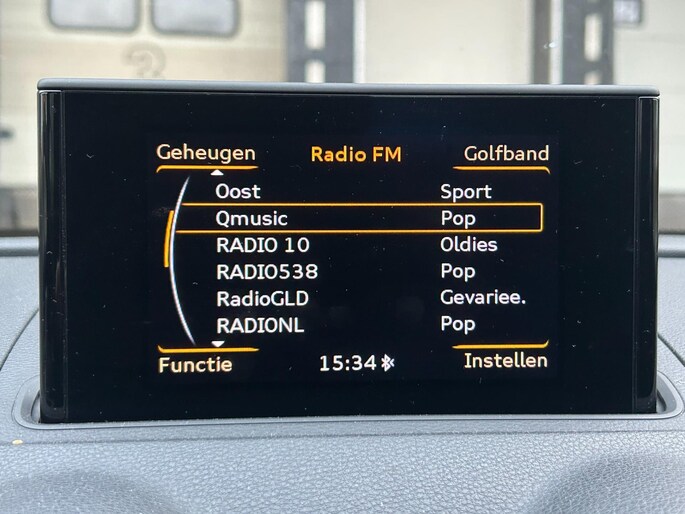 Geheugen Radio FM Golfband
Oost Sport
Qmusic Pop
RADIO 10 Oldies
RADIO538 Pop
RadioGLD Gevariee.
RADIONL Pop
Functie 15:34 Instellen